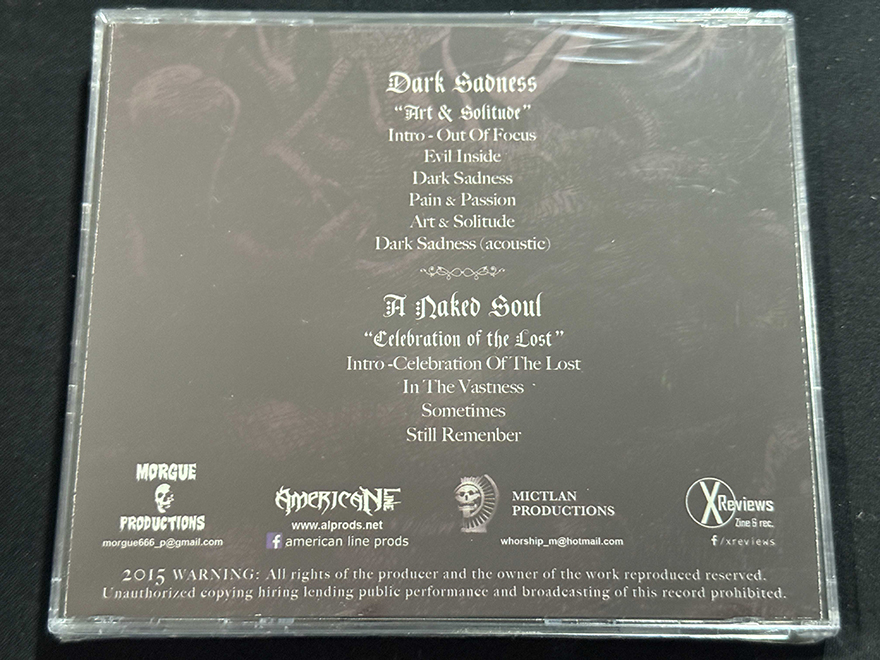 Dark Sadness
"Art & Solitude"
Intro - Out Of Focus
Evil Inside
Dark Sadness
Pain & Passion
Art & Solitude
Dark Sadness (acoustic)
A Naked Soul
"Celebration of the Lost"
Intro -Celebration Of The Lost
In The Vastness
Sometimes
Still Remenber
MORGUE
PRODUCTIONS
morgue666_p@gmail.com
AMERICAN LINE
www.alprods.net
f american line prods
MICTLAN
PRODUCTIONS
whorship_m@hotmail.com
XReviews
Zine & rec.
f/xreviews
2015 WARNING: All rights of the producer and the owner of the work reproduced reserved.
Unauthorized copying hiring lending public performance and broadcasting of this record prohibited.